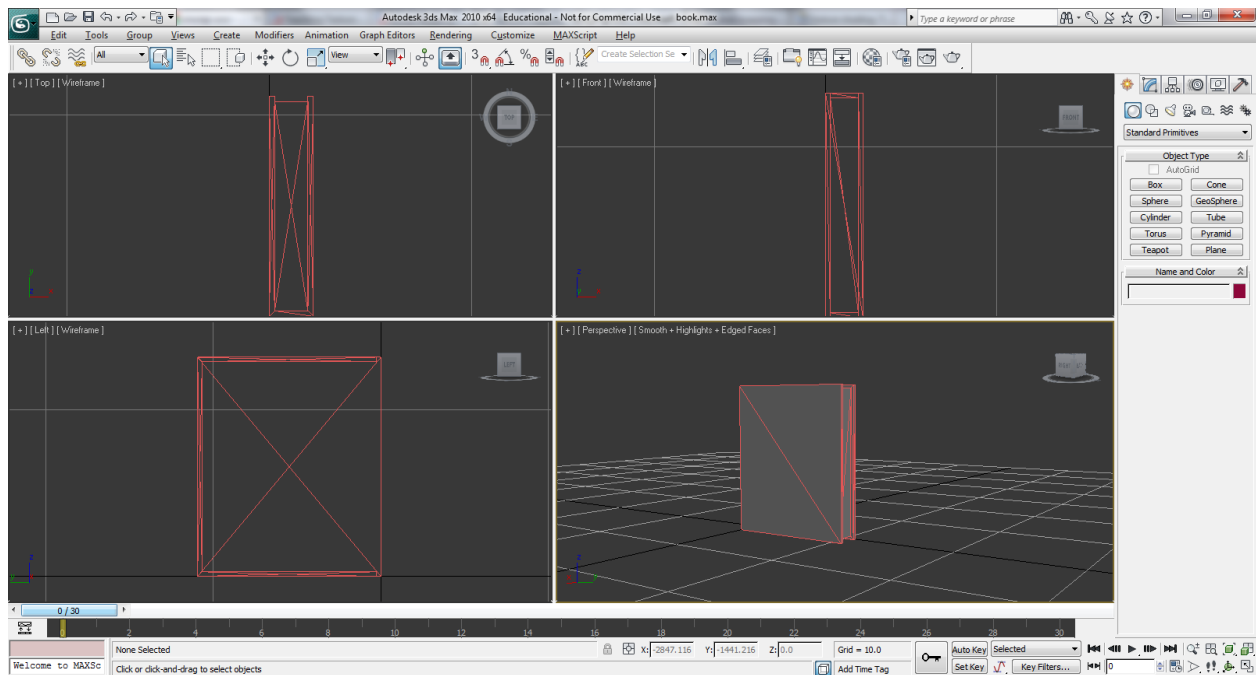 Autodesk 3ds Max 2010 x64 Educational - Not for Commercial Use book.max
Type a keyword or phrase
Edit Tools Group Views Create Modifiers Animation Graph Editors Rendering Customize MAXScript Help
All View 3 Create Selection Se
[ + ] [ Top ] [ Wireframe ]
TOP
y
z x
[ + ] [ Front ] [ Wireframe ]
FRONT
z
[ + ] [ Left ] [ Wireframe ]
LEFT
z
[ + ] [ Perspective ] [ Smooth + Highlights + Edged Faces ]
z
Standard Primitives
Object Type
AutoGrid
Box Cone
Sphere GeoSphere
Cylinder Tube
Torus Pyramid
Teapot Plane
Name and Color
0 / 30
0 2 4 6 8 10 12 14 16 18 20 22 24 26 28 30
None Selected X: -2847.116 Y: -1441.216 Z: 0.0 Grid = 10.0 Auto Key Selected
Welcome to MAXSc Click or click-and-drag to select objects Add Time Tag Set Key Key Filters... 0